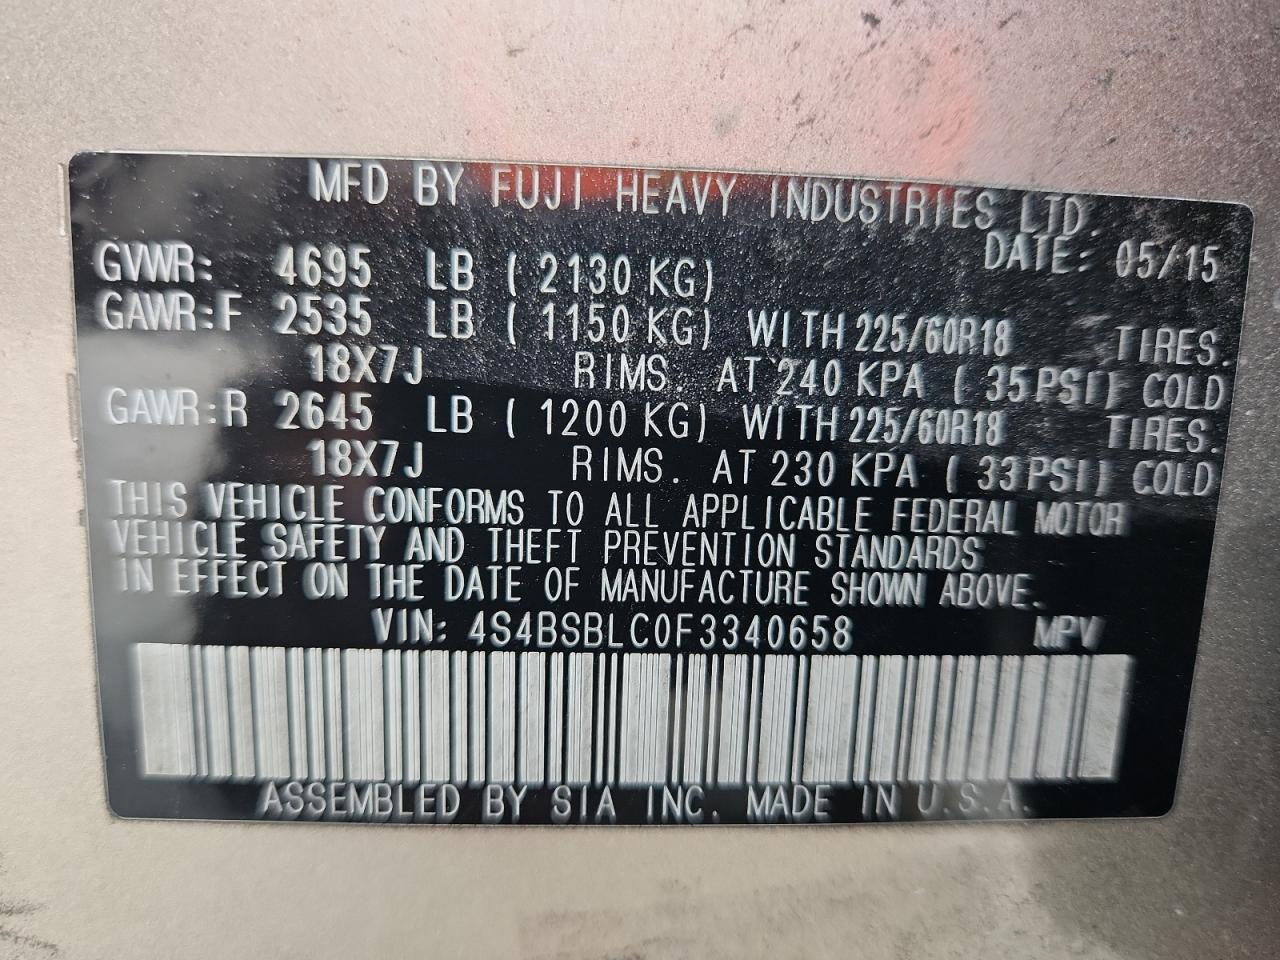 MFD BY FUJI HEAVY INDUSTRIES LTD.
DATE: 05/15
GVWR: 4695 LB ( 2130 KG)
GAWR:F 2535 LB ( 1150 KG) WITH 225/60R18 TIRES.
18X7J RIMS. AT 240 KPA ( 35PSI) COLD
GAWR:R 2645 LB ( 1200 KG) WITH 225/60R18 TIRES.
18X7J RIMS. AT 230 KPA ( 33PSI) COLD
THIS VEHICLE CONFORMS TO ALL APPLICABLE FEDERAL MOTOR
VEHICLE SAFETY AND THEFT PREVENTION STANDARDS
IN EFFECT ON THE DATE OF MANUFACTURE SHOWN ABOVE.
VIN: 4S4BSBLC0F3340658 MPV
ASSEMBLED BY SIA INC. MADE IN U.S.A.